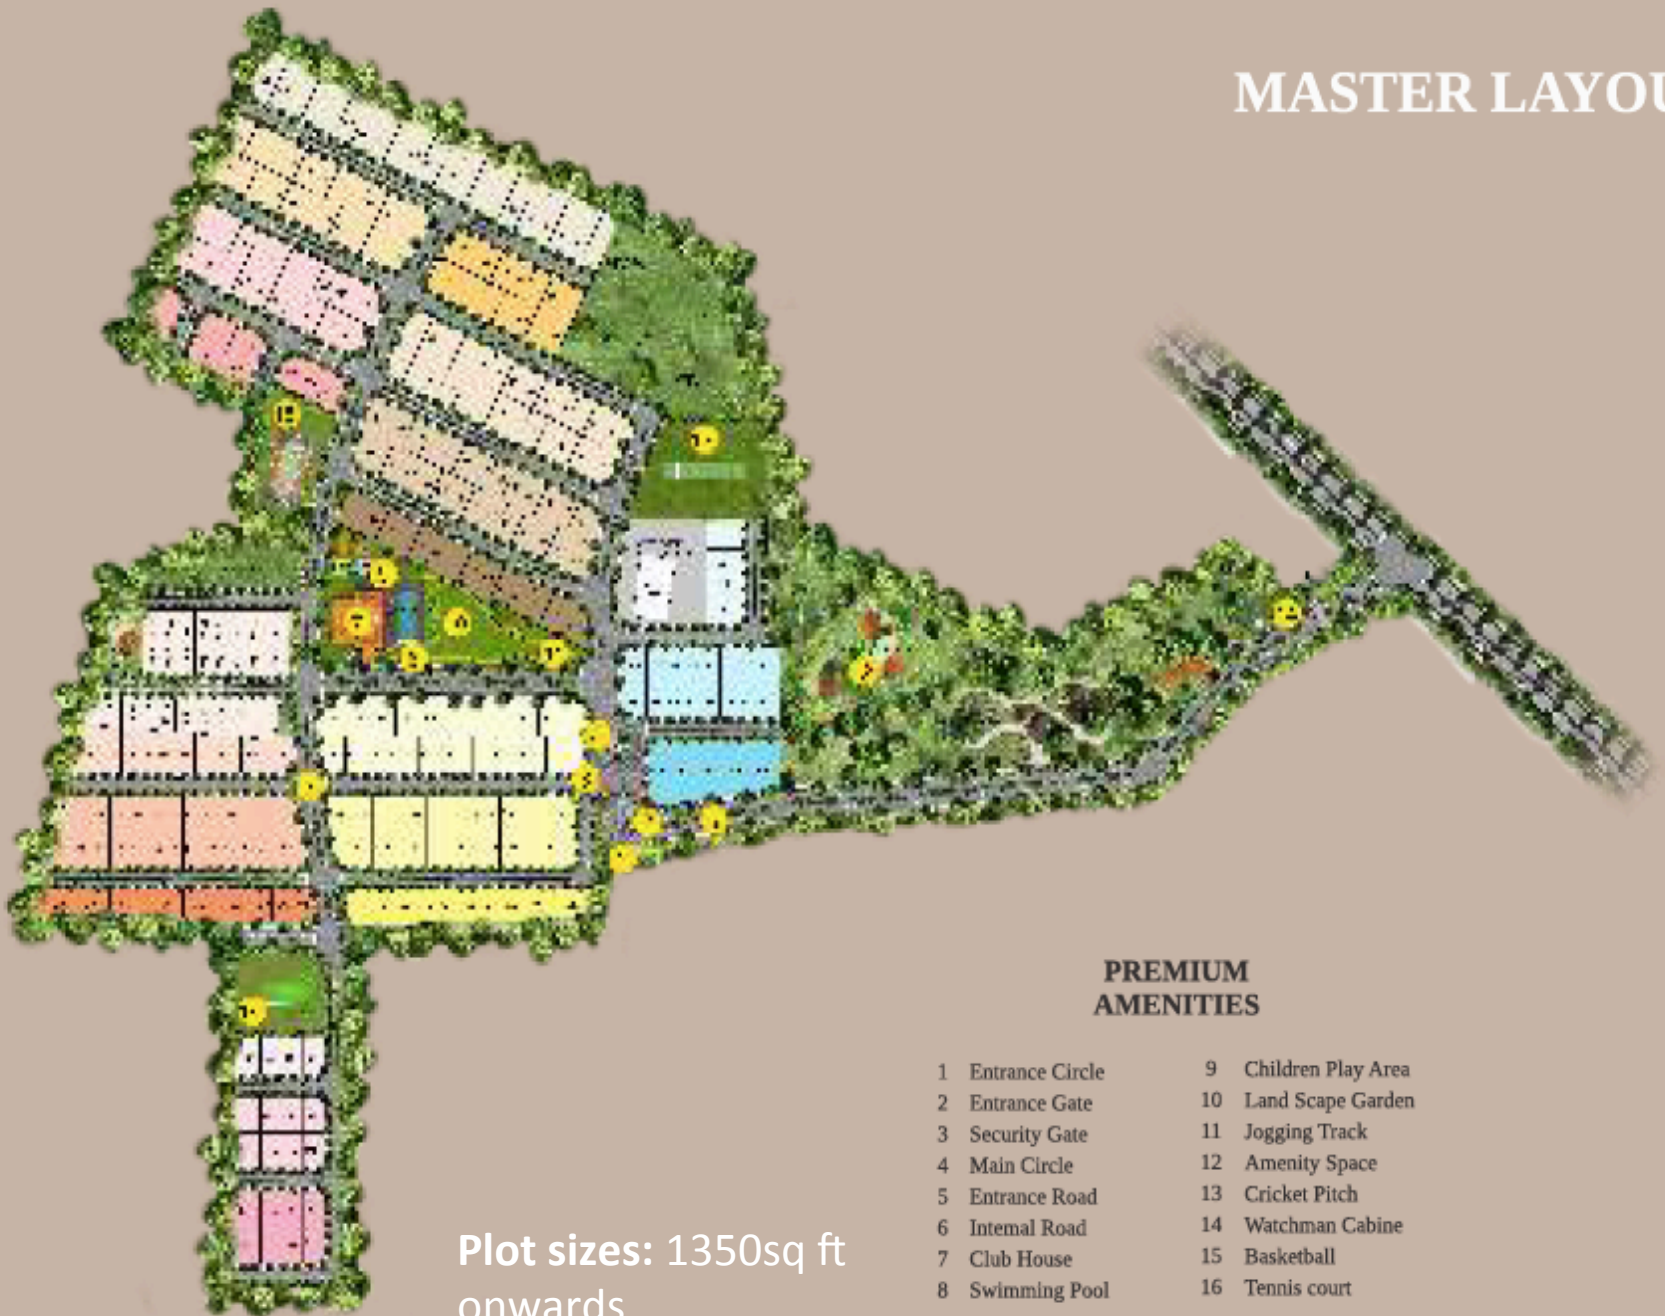 MASTER LAYOU
PREMIUM
AMENITIES
1 Entrance Circle
2 Entrance Gate
3 Security Gate
4 Main Circle
5 Entrance Road
6 Internal Road
7 Club House
8 Swimming Pool
9 Children Play Area
10 Land Scape Garden
11 Jogging Track
12 Amenity Space
13 Cricket Pitch
14 Watchman Cabine
15 Basketball
16 Tennis court
Plot sizes: 1350sq ft
onwards